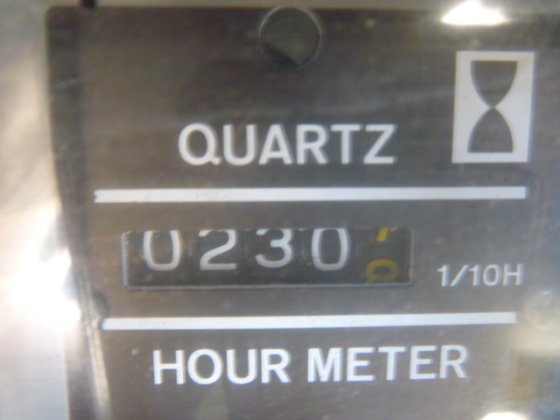 QUARTZ
0230
1/10H
HOUR METER